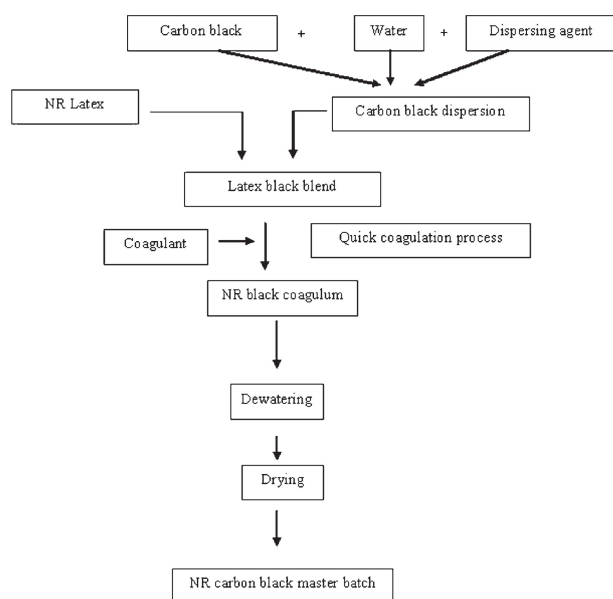 Carbon black + Water + Dispersing agent
NR Latex
Carbon black dispersion
Latex black blend
Coagulant
Quick coagulation process
NR black coagulum
Dewatering
Drying
NR carbon black master batch